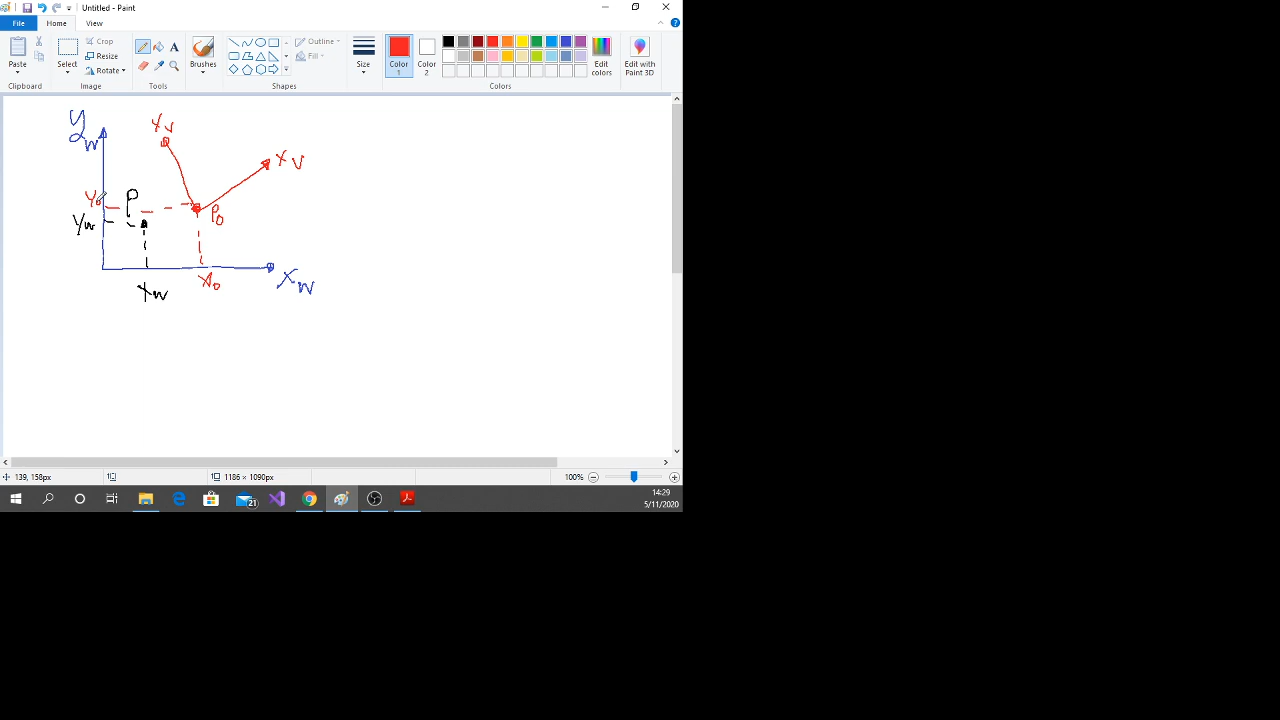 Untitled - Paint
File Home View
Paste
Select
Crop
Resize
Rotate
Brushes
Outline
Fill
Size
Color 1
Color 2
Edit colors
Edit with Paint 3D
Clipboard Image Tools Shapes Colors
Yw
Yv
Xv
Y0
P
P0
Yw
X0
Xw
Xw
139, 158px
1186 × 1090px
100%
21
14:29
5/11/2020